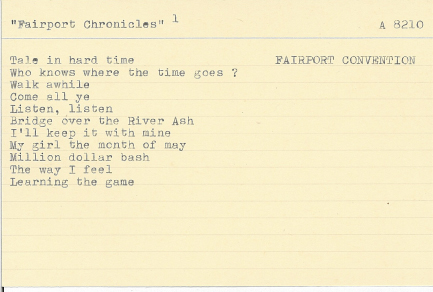 "Fairport Chronicles" 1 A 8210
Tale in hard time FAIRPORT CONVENTION
Who knows where the time goes ?
Walk awhile
Come all ye
Listen, listen
Bridge over the River Ash
I'll keep it with mine
My girl the month of may
Million dollar bash
The way I feel
Learning the game